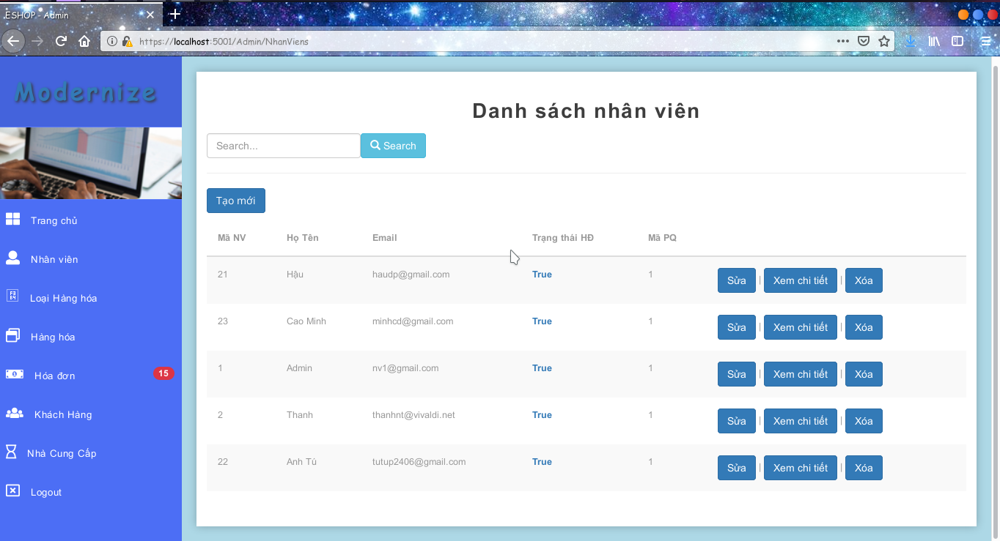 ESHOP - Admin
https://localhost:5001/Admin/NhanViens
Modernize
Trang chủ
Nhân viên
Loại Hàng hóa
Hàng hóa
Hóa đơn 15
Khách Hàng
Nhà Cung Cấp
Logout
Danh sách nhân viên
Search... Search
Tạo mới
Mã NV Họ Tên Email Trạng thái HĐ Mã PQ
21 Hậu haudp@gmail.com True 1 Sửa | Xem chi tiết | Xóa
23 Cao Minh minhcd@gmail.com True 1 Sửa | Xem chi tiết | Xóa
1 Admin nv1@gmail.com True 1 Sửa | Xem chi tiết | Xóa
2 Thanh thanhnt@vivaldi.net True 1 Sửa | Xem chi tiết | Xóa
22 Anh Tú tutup2406@gmail.com True 1 Sửa | Xem chi tiết | Xóa